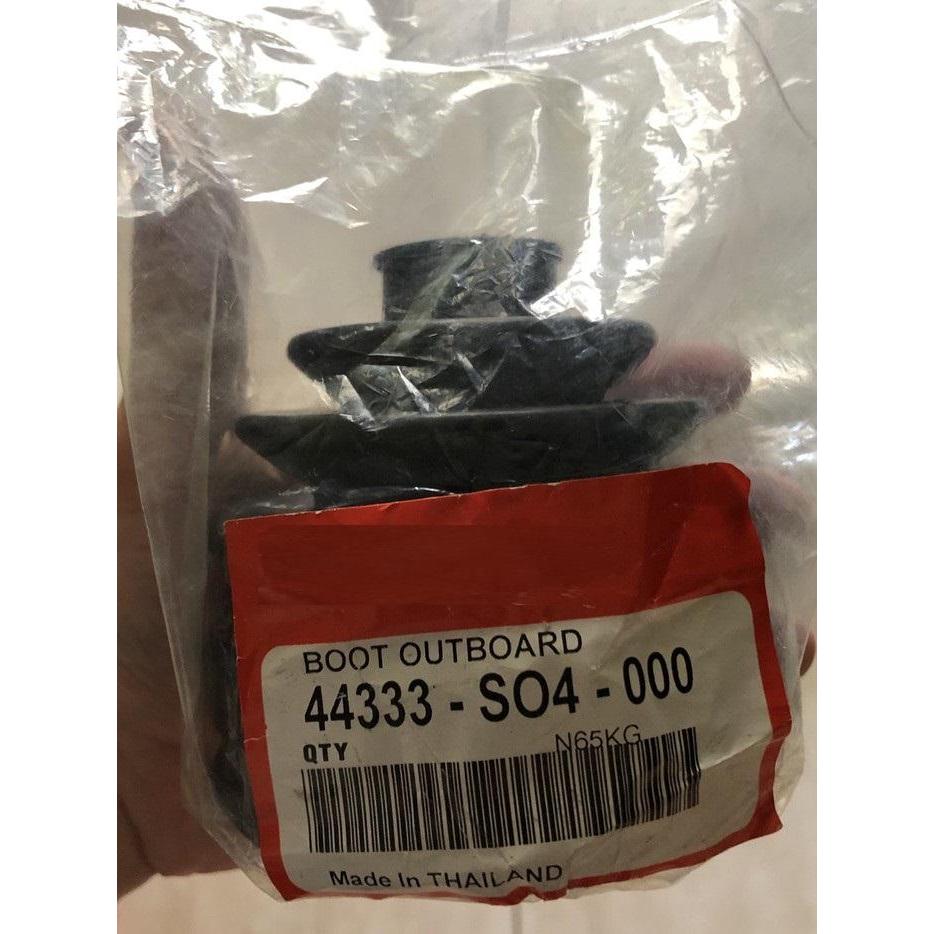 BOOT OUTBOARD
44333 - SO4 - 000
QTY
N65KG
Made In THAILAND